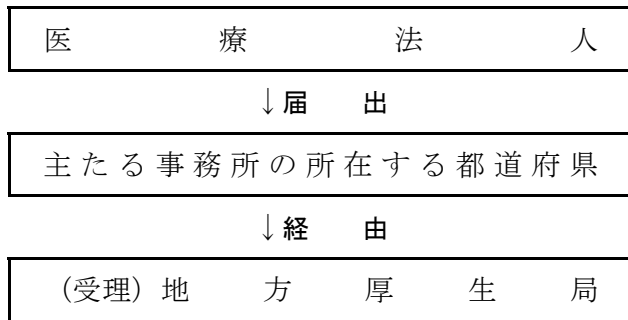 医療法人
↓届出
主たる事務所の所在する都道府県
↓経由
(受理)地方厚生局